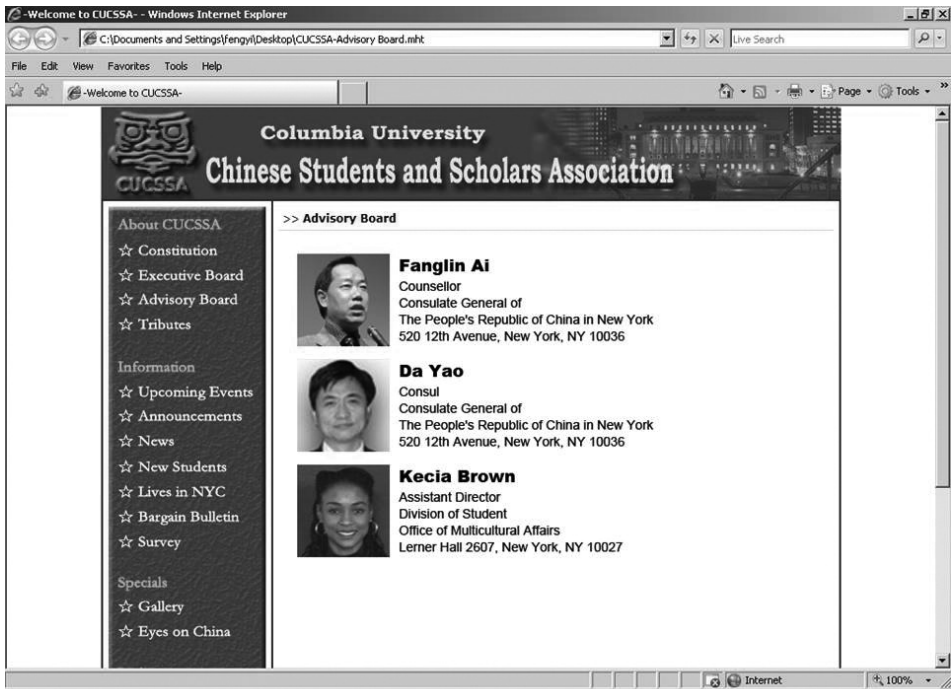 -Welcome to CUCSSA- - Windows Internet Explorer
C:\Documents and Settings\fengyi\Desktop\CUCSSA-Advisory Board.mht
Live Search
File Edit View Favorites Tools Help
-Welcome to CUCSSA-
Page Tools
CUCSSA
Columbia University
Chinese Students and Scholars Association
About CUCSSA
☆ Constitution
☆ Executive Board
☆ Advisory Board
☆ Tributes
Information
☆ Upcoming Events
☆ Announcements
☆ News
☆ New Students
☆ Lives in NYC
☆ Bargain Bulletin
☆ Survey
Specials
☆ Gallery
☆ Eyes on China
>> Advisory Board
Fanglin Ai
Counsellor
Consulate General of
The People's Republic of China in New York
520 12th Avenue, New York, NY 10036
Da Yao
Consul
Consulate General of
The People's Republic of China in New York
520 12th Avenue, New York, NY 10036
Kecia Brown
Assistant Director
Division of Student
Office of Multicultural Affairs
Lerner Hall 2607, New York, NY 10027
Internet
100%